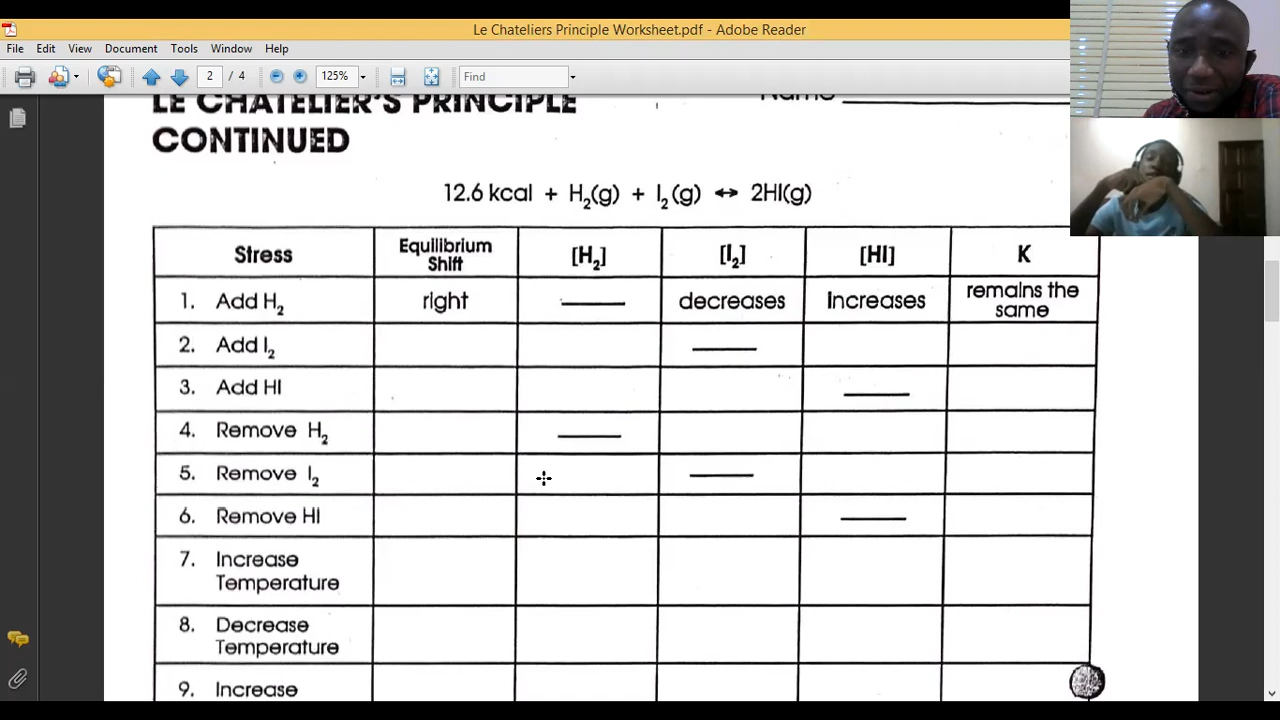 Le Chateliers Principle Worksheet.pdf - Adobe Reader
File Edit View Document Tools Window Help
2 / 4 125% Find
LE CHATELIER'S PRINCIPLE Name
CONTINUED
12.6 kcal + H₂(g) + I₂(g) ↔ 2HI(g)
Stress Equilibrium Shift [H₂] [I₂] [HI] K
1. Add H₂ right ——— decreases increases remains the same
2. Add I₂ ———
3. Add HI ———
4. Remove H₂ ———
5. Remove I₂ ———
6. Remove HI ———
7. Increase Temperature
8. Decrease Temperature
9. Increase